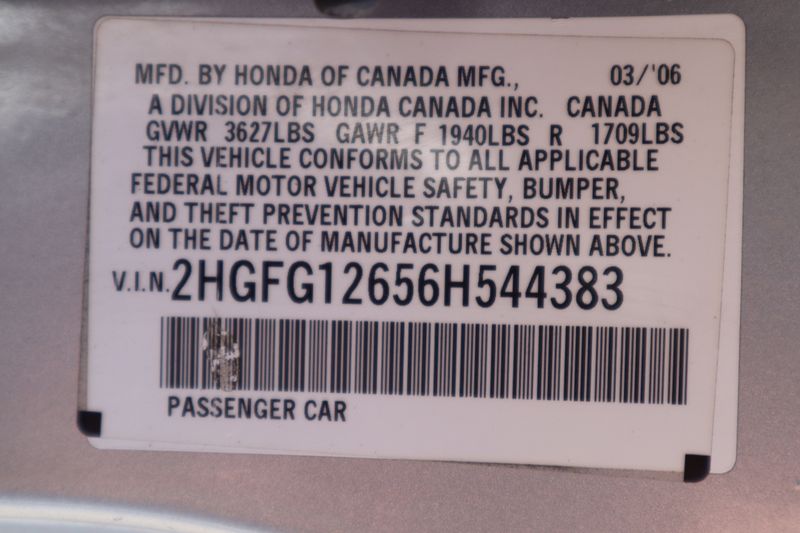 MFD. BY HONDA OF CANADA MFG., 03/'06
A DIVISION OF HONDA CANADA INC. CANADA
GVWR 3627LBS GAWR F 1940LBS R 1709LBS
THIS VEHICLE CONFORMS TO ALL APPLICABLE
FEDERAL MOTOR VEHICLE SAFETY, BUMPER,
AND THEFT PREVENTION STANDARDS IN EFFECT
ON THE DATE OF MANUFACTURE SHOWN ABOVE.
V.I.N. 2HGFG12656H544383
PASSENGER CAR